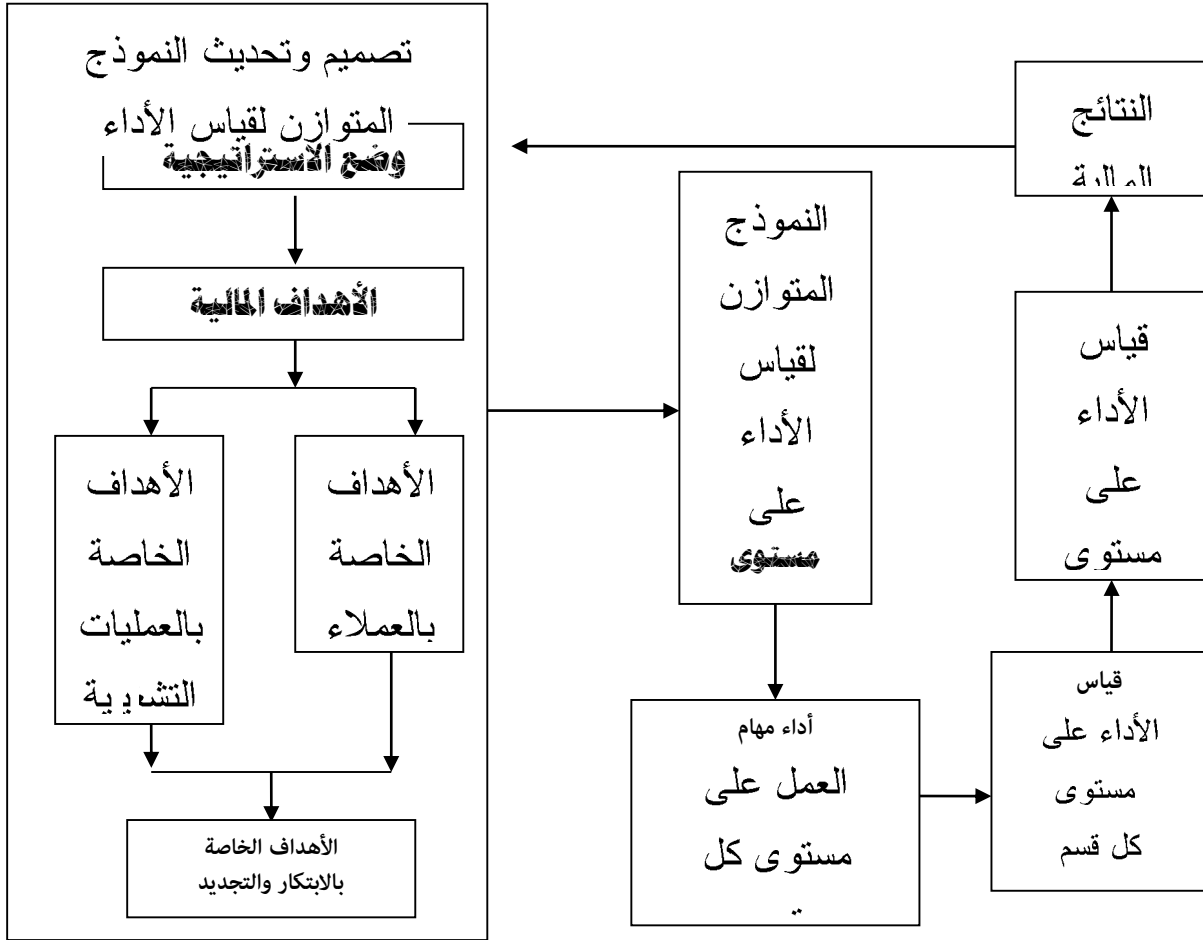 تصميم وتحديث النموذج
المتوازن لقياس الأداء
وضع الاستراتيجية
الأهداف المالية
الأهداف
الخاصة
بالعملاء
الأهداف
الخاصة
بالعمليات
النموذج
المتوازن
لقياس
الأداء
على
مستوى
أداء مهام
العمل على
مستوى كل
قياس
الأداء على
مستوى
كل قسم
قياس
الأداء
على
مستوى
النتائج
المالية
الأهداف الخاصة
بالابتكار والتجديد